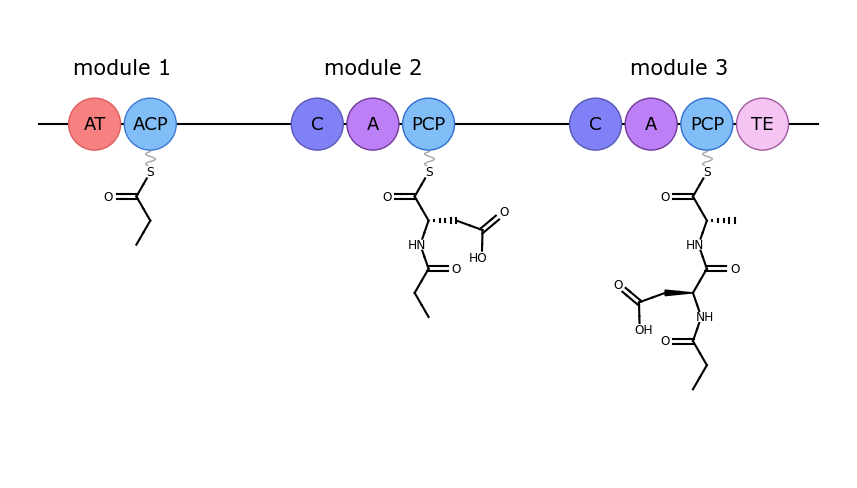 module 1 module 2 module 3
AT ACP C A PCP C A PCP TE
S S S
O O O
O
HN HN
HO
O O
O
NH
OH
O